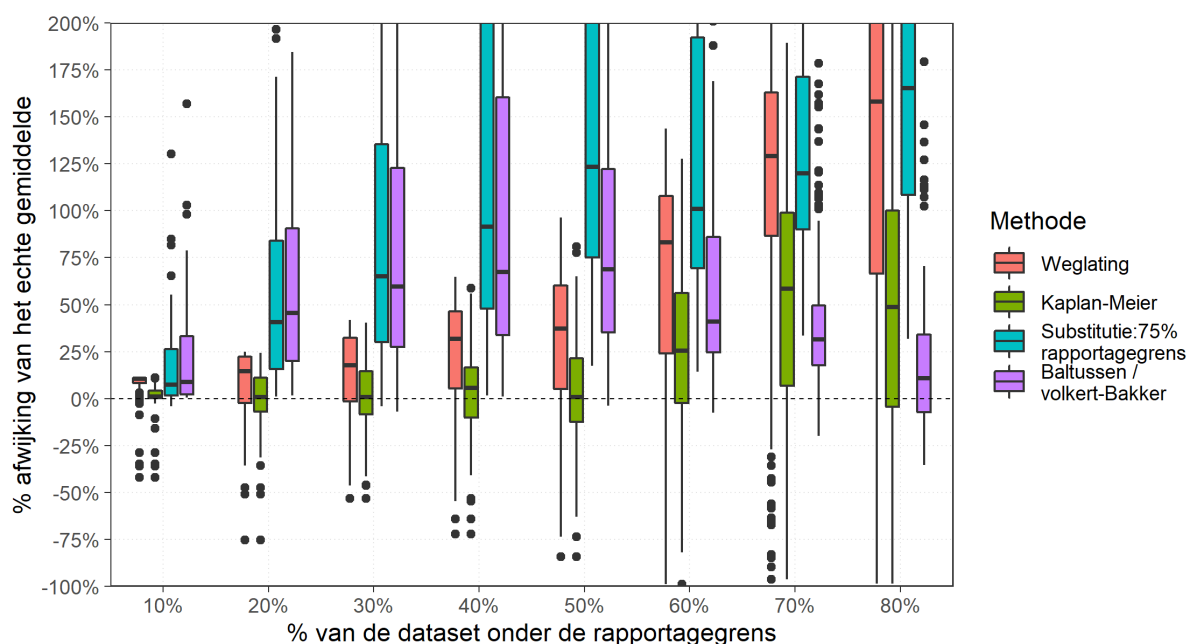 200%
175%
150%
125%
100%
75%
50%
25%
0%
-25%
-50%
-75%
-100%
% afwijking van het echte gemiddelde
10%
20%
30%
40%
50%
60%
70%
80%
% van de dataset onder de rapportagegrens
Methode
Weglating
Kaplan-Meier
Substitutie:75%
rapportagegrens
Baltussen /
volkert-Bakker